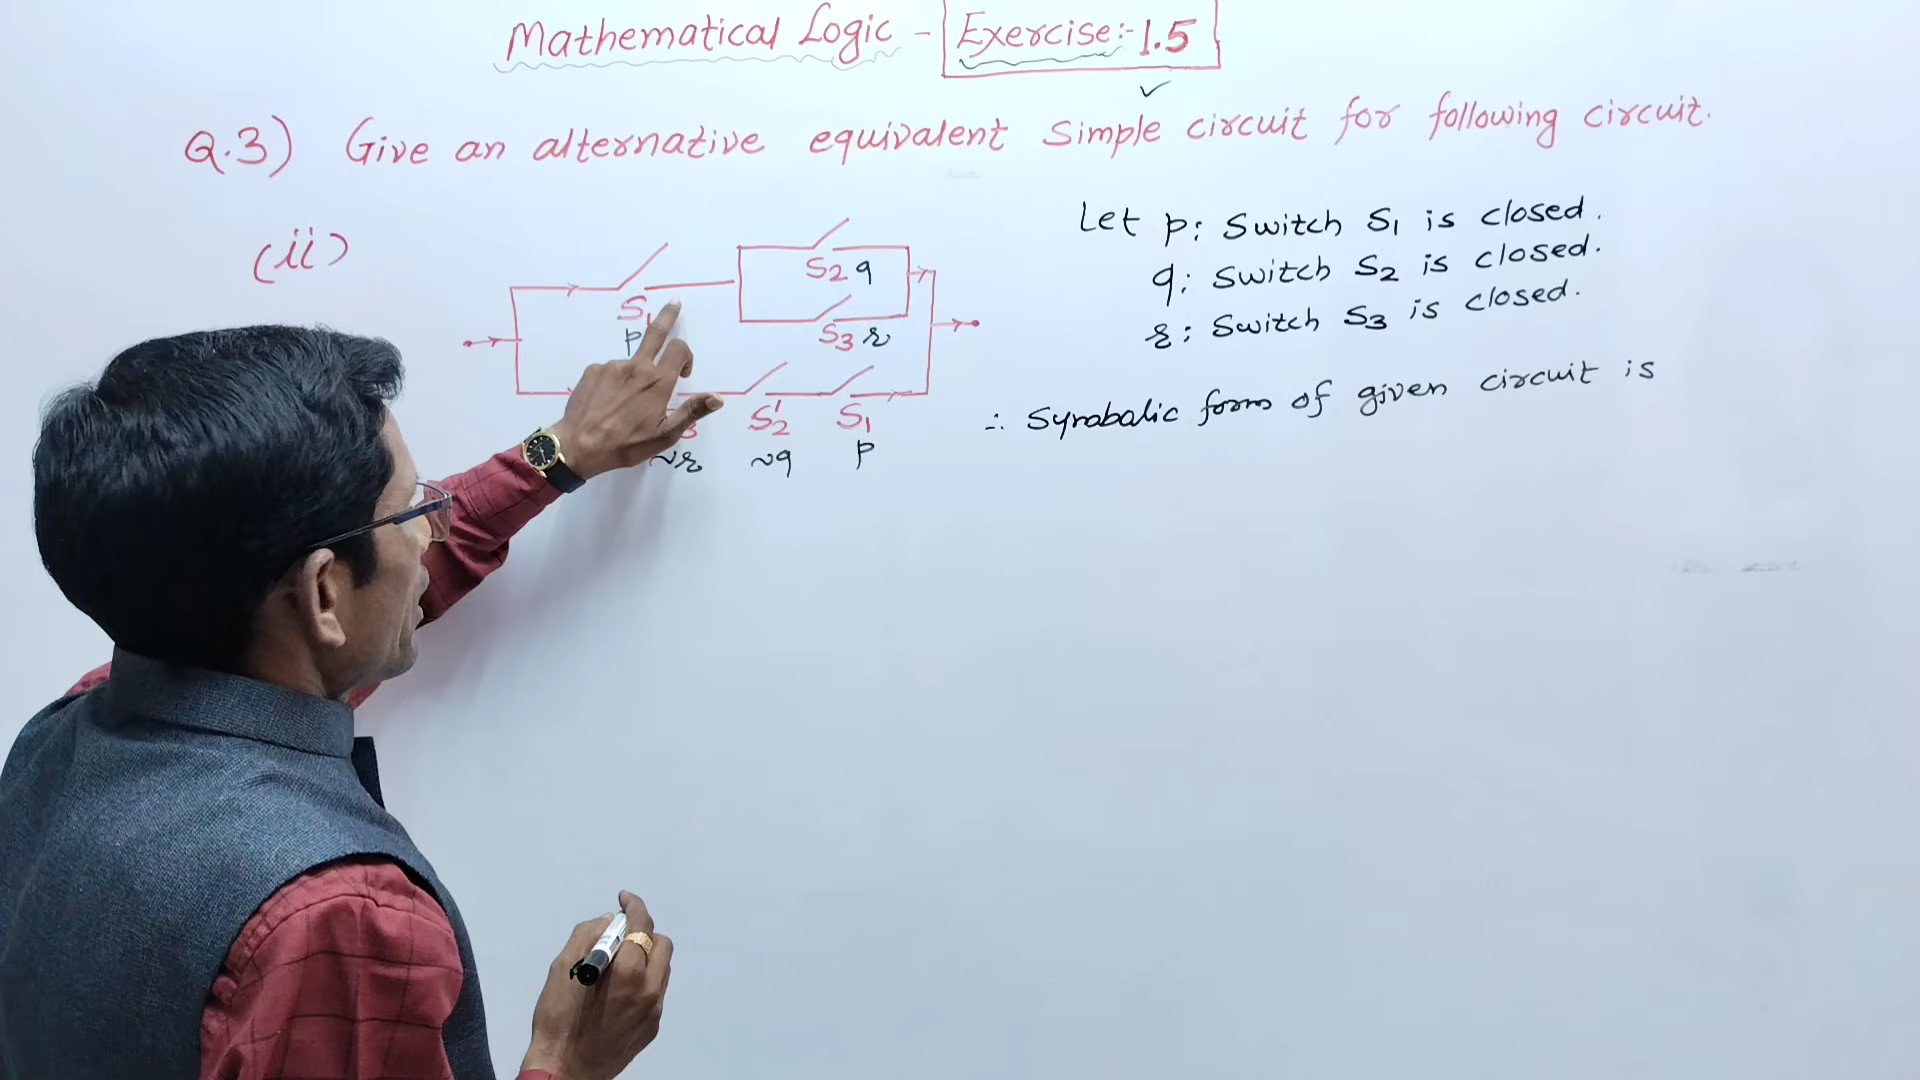 Mathematical Logic - Exercise:- 1.5
Q.3) Give an alternative equivalent Simple circuit for following circuit.
(ii)
Let p: Switch S1 is closed.
q: Switch S2 is closed.
r: Switch S3 is closed.
∴ Symbolic form of given circuit is
S2 q
S1
p
S3 r
S2' S1
~r ~q p